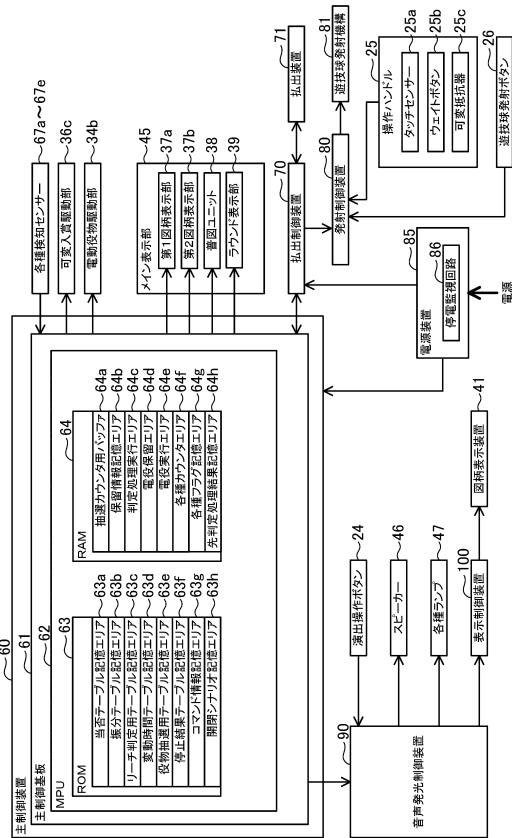 主制御装置
60
主制御基板
61
MPU
62
ROM
63
当否テーブル記憶エリア
63a
振分テーブル記憶エリア
63b
リーチ判定用テーブル記憶エリア
63c
変動時間テーブル記憶エリア
63d
役物抽選用テーブル記憶エリア
63e
停止結果テーブル記憶エリア
63f
コマンド情報記憶エリア
63g
開閉シナリオ記憶エリア
63h
RAM
64
抽選カウンタ用バッファ
64a
保留情報記憶エリア
64b
判定処理実行エリア
64c
電役保留エリア
64d
電役実行エリア
64e
各種カウンタエリア
64f
各種フラグ記憶エリア
64g
先判定処理結果記憶エリア
64h
各種検知センサー
67a～67e
可変入賞駆動部
36c
電動役物駆動部
34b
メイン表示部
45
第1図柄表示部
37a
第2図柄表示部
37b
普図ユニット
38
ラウンド表示部
39
払出制御装置
70
払出装置
71
発射制御装置
80
遊技球発射機構
81
操作ハンドル
25
タッチセンサー
25a
ウェイトボタン
25b
可変抵抗器
25c
遊技球発射ボタン
26
電源装置
85
停電監視回路
86
電源
音声発光制御装置
90
演出操作ボタン
24
スピーカー
46
各種ランプ
47
表示制御装置
100
図柄表示装置
41